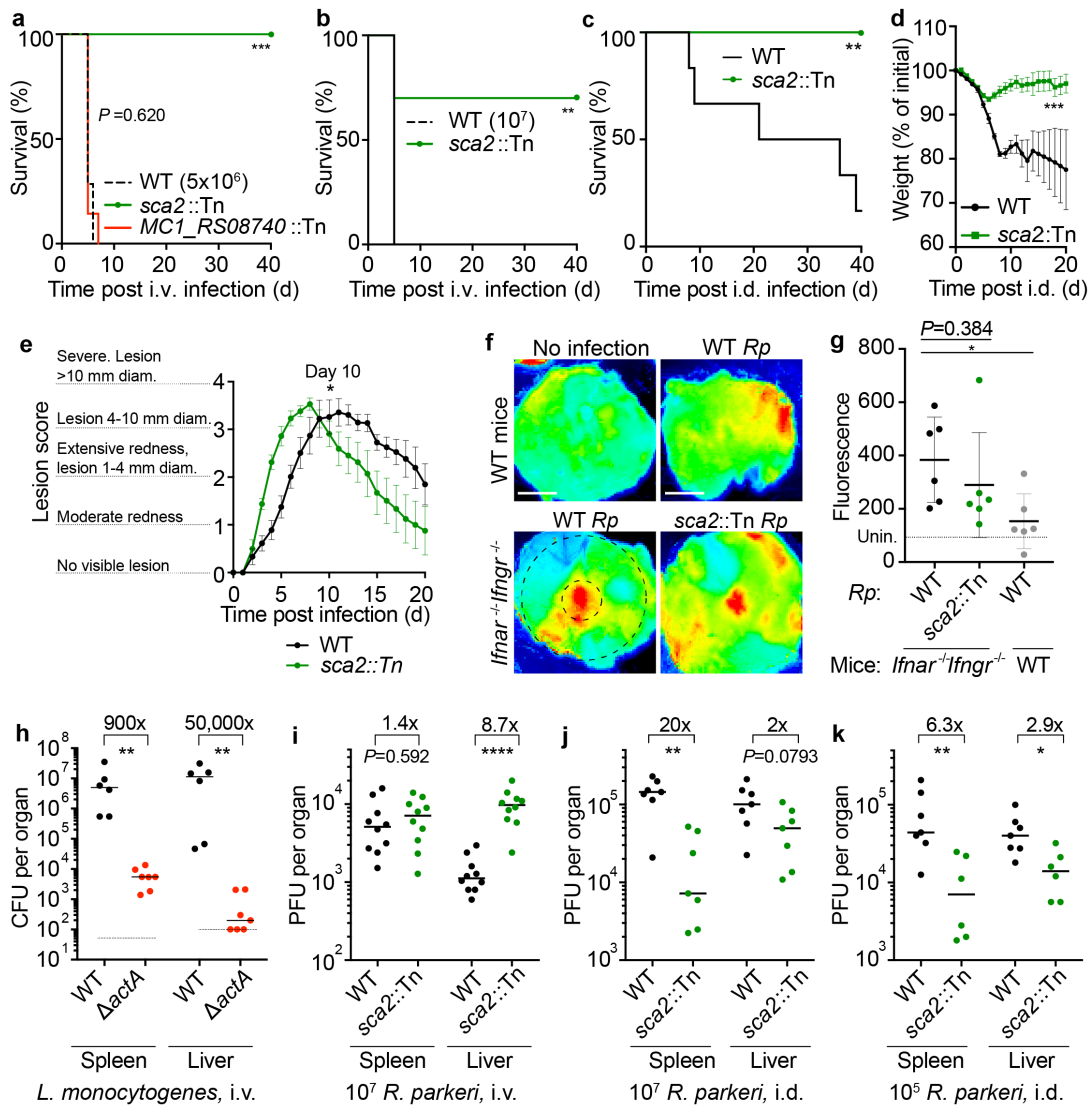 a
100
50
0
Survival (%)
***
P =0.620
WT (5x10⁶)
sca2::Tn
MC1_RS08740::Tn
0 20 40
Time post i.v. infection (d)
b
100
50
0
Survival (%)
WT (10⁷)
sca2::Tn
**
0 20 40
Time post i.v. infection (d)
c
100
50
0
Survival (%)
WT
sca2::Tn
**
0 20 40
Time post i.d. infection (d)
d
110
100
90
80
70
60
Weight (% of initial)
***
WT
sca2:Tn
0 10 20
Time post i.d. (d)
e
Severe. Lesion
>10 mm diam.
Lesion 4-10 mm diam.
Extensive redness,
lesion 1-4 mm diam.
Moderate redness
No visible lesion
Lesion score
4
3
2
1
0
Day 10
*
0 5 10 15 20
Time post infection (d)
WT
sca2::Tn
f
No infection WT Rp
WT mice
WT Rp sca2::Tn Rp
Ifnar⁻/⁻Ifngr⁻/⁻
g
P=0.384
*
800
600
400
200
0
Fluorescence
Unin.
Rp: WT sca2::Tn WT
Mice: Ifnar⁻/⁻Ifngr⁻/⁻ WT
h
900x 50,000x
** **
10⁸
10⁷
10⁶
10⁵
10⁴
10³
10²
10¹
CFU per organ
WT ΔactA WT ΔactA
Spleen Liver
L. monocytogenes, i.v.
i
1.4x 8.7x
P=0.592 ****
10⁴
10³
10²
PFU per organ
WT sca2::Tn WT sca2::Tn
Spleen Liver
10⁷ R. parkeri, i.v.
j
20x 2x
** P=0.0793
10⁵
10⁴
10³
PFU per organ
WT sca2::Tn WT sca2::Tn
Spleen Liver
10⁷ R. parkeri, i.d.
k
6.3x 2.9x
** *
10⁵
10⁴
10³
PFU per organ
WT sca2::Tn WT sca2::Tn
Spleen Liver
10⁵ R. parkeri, i.d.